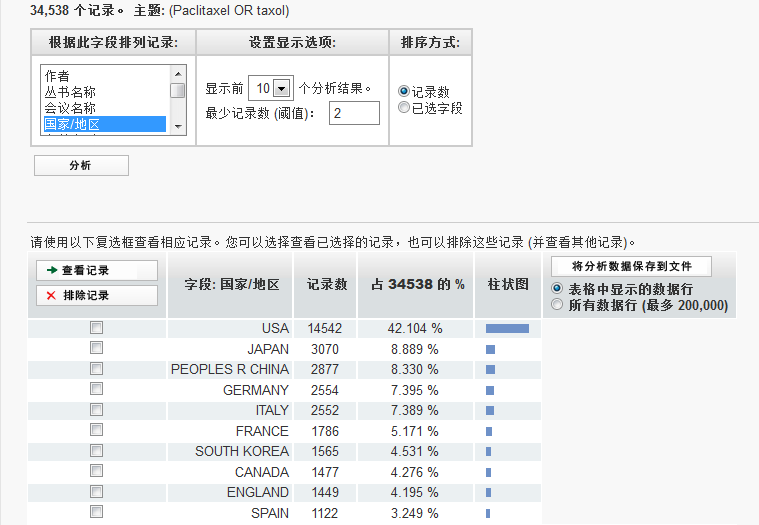 34,538 个记录。 主题: (Paclitaxel OR taxol)
根据此字段排列记录: 设置显示选项: 排序方式:
作者
丛书名称
会议名称
国家/地区
显示前 10 个分析结果。
最少记录数 (阈值): 2
记录数
已选字段
分析
请使用以下复选框查看相应记录。您可以选择查看已选择的记录，也可以排除这些记录 (并查看其他记录)。
查看记录
排除记录
字段: 国家/地区 记录数 占 34538 的 % 柱状图
将分析数据保存到文件
表格中显示的数据行
所有数据行 (最多 200,000)
USA 14542 42.104 %
JAPAN 3070 8.889 %
PEOPLES R CHINA 2877 8.330 %
GERMANY 2554 7.395 %
ITALY 2552 7.389 %
FRANCE 1786 5.171 %
SOUTH KOREA 1565 4.531 %
CANADA 1477 4.276 %
ENGLAND 1449 4.195 %
SPAIN 1122 3.249 %